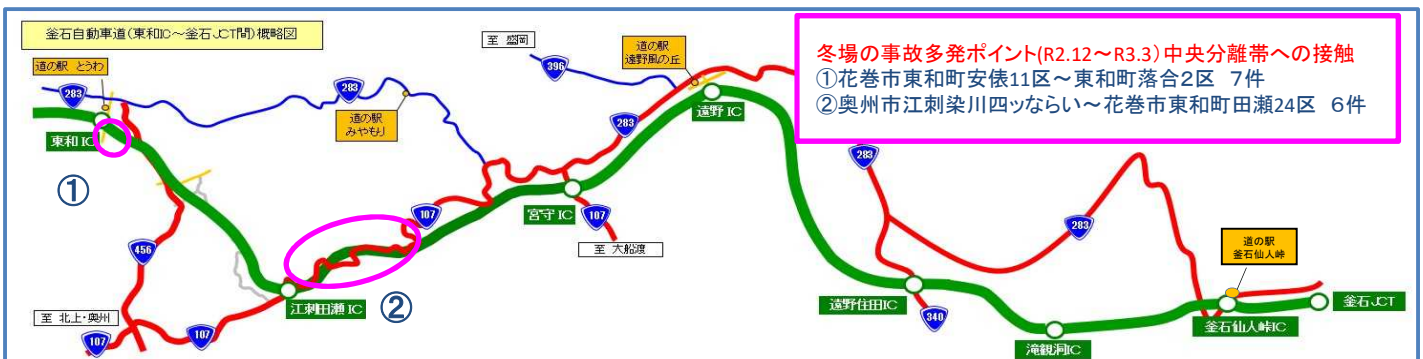 釜石自動車道(東和IC～釜石JCT間)概略図
冬場の事故多発ポイント(R2.12～R3.3)中央分離帯への接触
①花巻市東和町安俵11区～東和町落合2区 7件
②奥州市江刺染川四ッならい～花巻市東和町田瀬24区 6件
道の駅 とうわ
283
東和 IC
①
283
道の駅
みやもり
至 盛岡
396
道の駅
遠野風の丘
遠野 IC
283
宮守 IC
107
至 大船渡
107
456
江刺田瀬 IC
②
至 北上・奥州
107
107
283
283
遠野住田IC
340
滝観洞IC
道の駅
釜石仙人峠
釜石仙人峠IC
釜石JCT